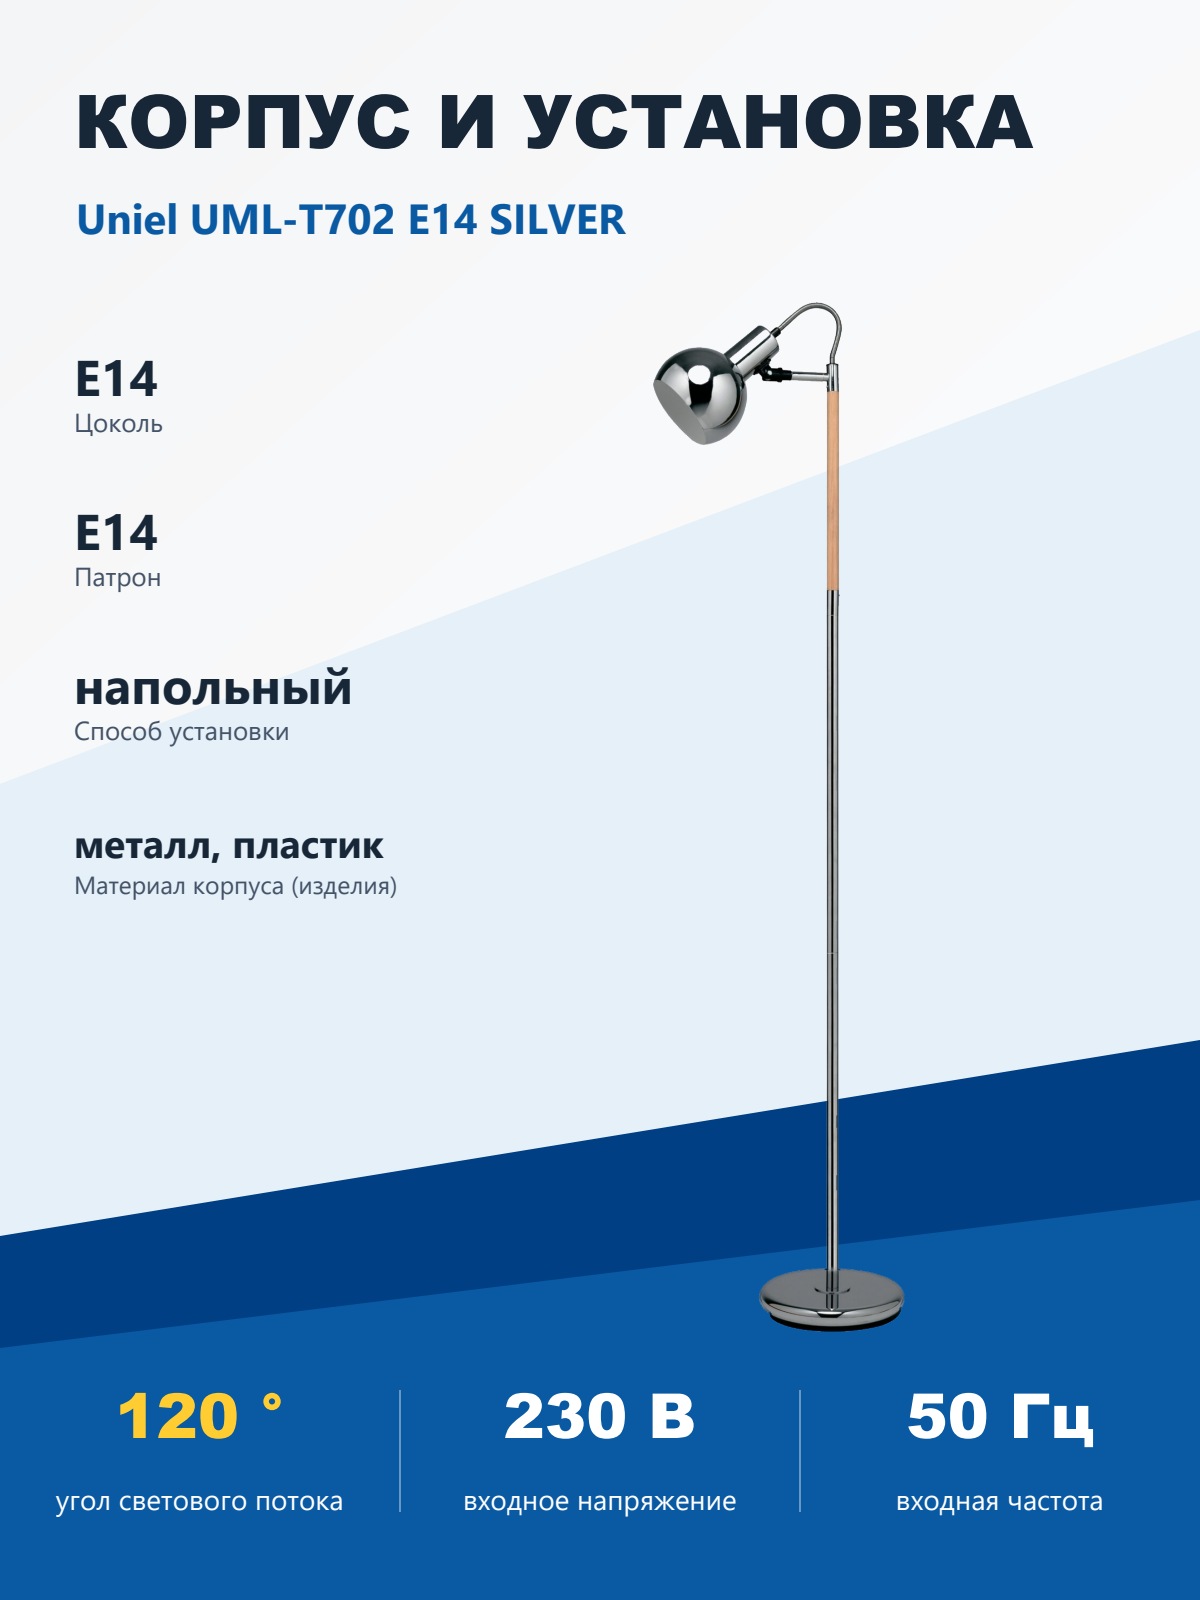 КОРПУС И УСТАНОВКА
Uniel UML-T702 E14 SILVER
E14
Цоколь
E14
Патрон
напольный
Способ установки
металл, пластик
Материал корпуса (изделия)
120 °
угол светового потока
230 В
входное напряжение
50 Гц
входная частота